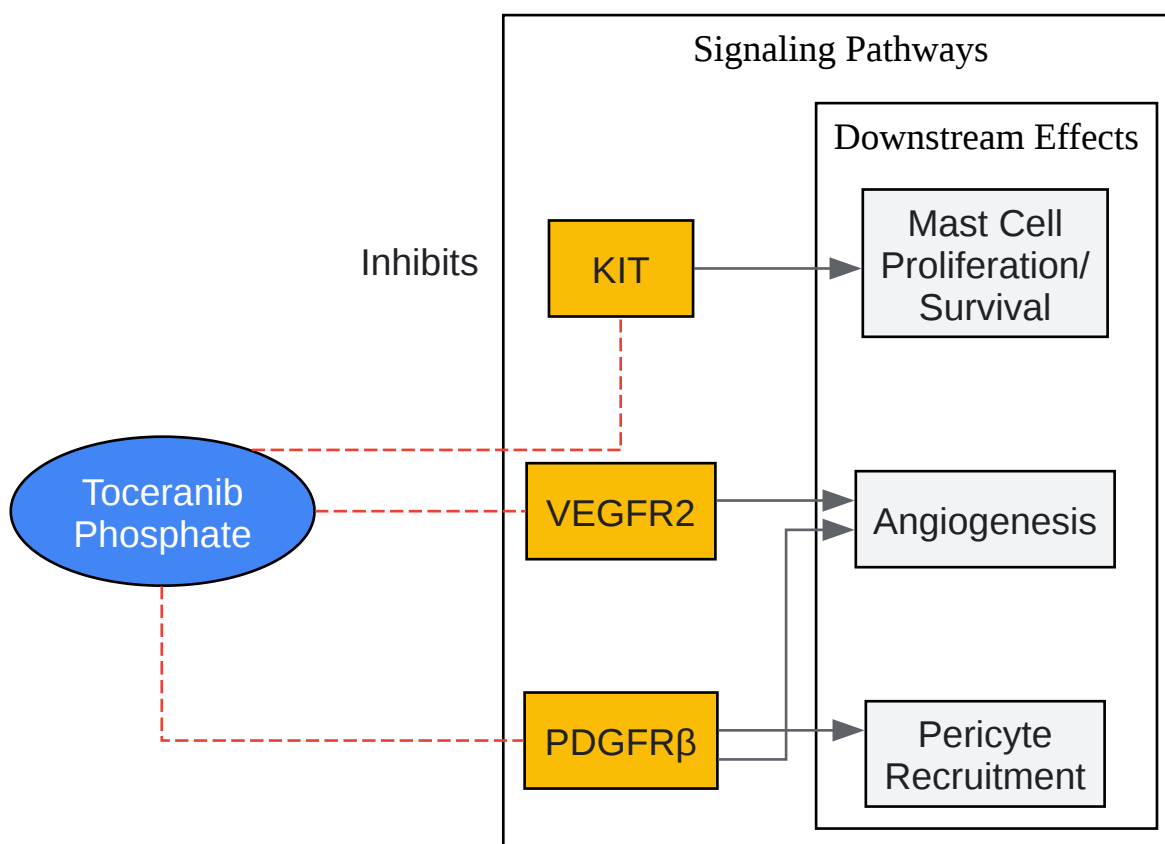 Signaling Pathways
Downstream Effects
Inhibits
KIT
Mast Cell
Proliferation/
Survival
Toceranib
Phosphate
VEGFR2
Angiogenesis
PDGFRβ
Pericyte
Recruitment